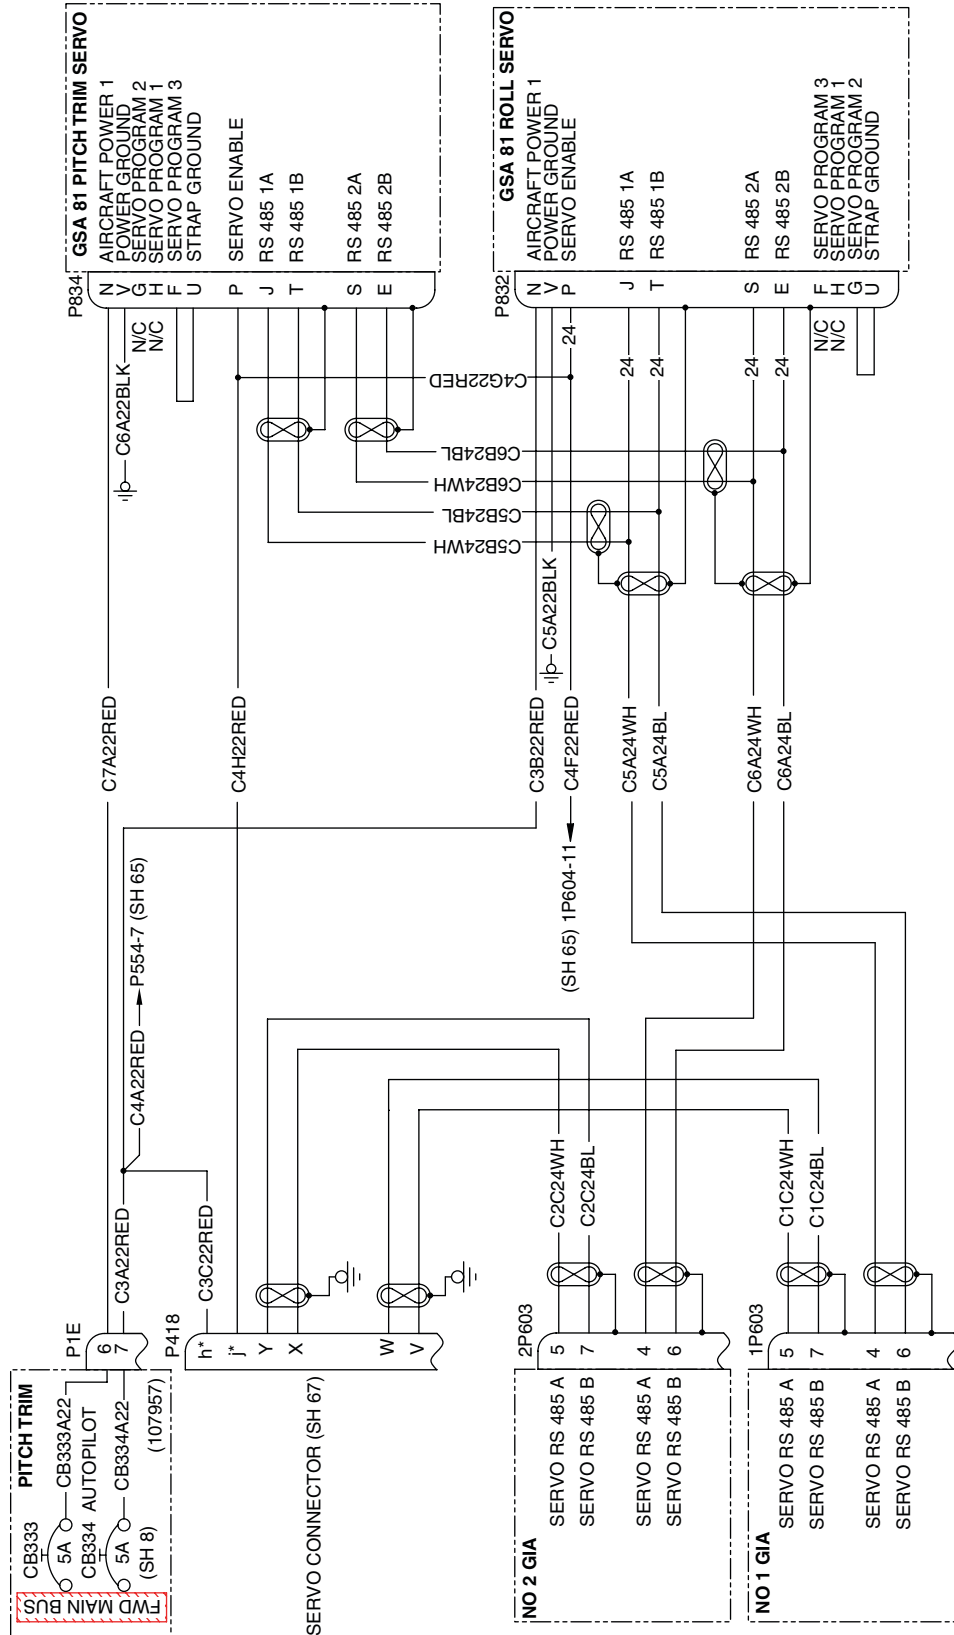 GSA 81 PITCH TRIM SERVO
AIRCRAFT POWER 1
POWER GROUND
SERVO PROGRAM 2
SERVO PROGRAM 1
SERVO PROGRAM 3
STRAP GROUND
SERVO ENABLE
RS 485 1A
RS 485 1B
RS 485 2A
RS 485 2B
P834
N
V
G
H
F
U
P
J
T
S
E
N/C
N/C
C6A22BLK
C7A22RED
C4H22RED
GSA 81 ROLL SERVO
AIRCRAFT POWER 1
POWER GROUND
SERVO ENABLE
RS 485 1A
RS 485 1B
RS 485 2A
RS 485 2B
SERVO PROGRAM 3
SERVO PROGRAM 1
SERVO PROGRAM 2
STRAP GROUND
P832
N
V
P
J
T
S
E
F
H
G
U
24
24
24
24
24
N/C
N/C
C4G22RED
C6B24BL
C6B24WH
C5B24BL
C5B24WH
C5A22BLK
C3B22RED
C4F22RED
C5A24WH
C5A24BL
C6A24WH
C6A24BL
(SH 65) 1P604-11
C4A22RED
P554-7 (SH 65)
C3A22RED
C3C22RED
C2C24WH
C2C24BL
C1C24WH
C1C24BL
P1E
6
7
P418
h*
j*
Y
X
W
V
SERVO CONNECTOR (SH 67)
PITCH TRIM
CB333
5A
CB333A22
CB334
AUTOPILOT
5A
CB334A22
(SH 8)
(107957)
FWD MAIN BUS
2P603
5
7
4
6
SERVO RS 485 A
SERVO RS 485 B
SERVO RS 485 A
SERVO RS 485 B
NO 2 GIA
1P603
5
7
4
6
SERVO RS 485 A
SERVO RS 485 B
SERVO RS 485 A
SERVO RS 485 B
NO 1 GIA